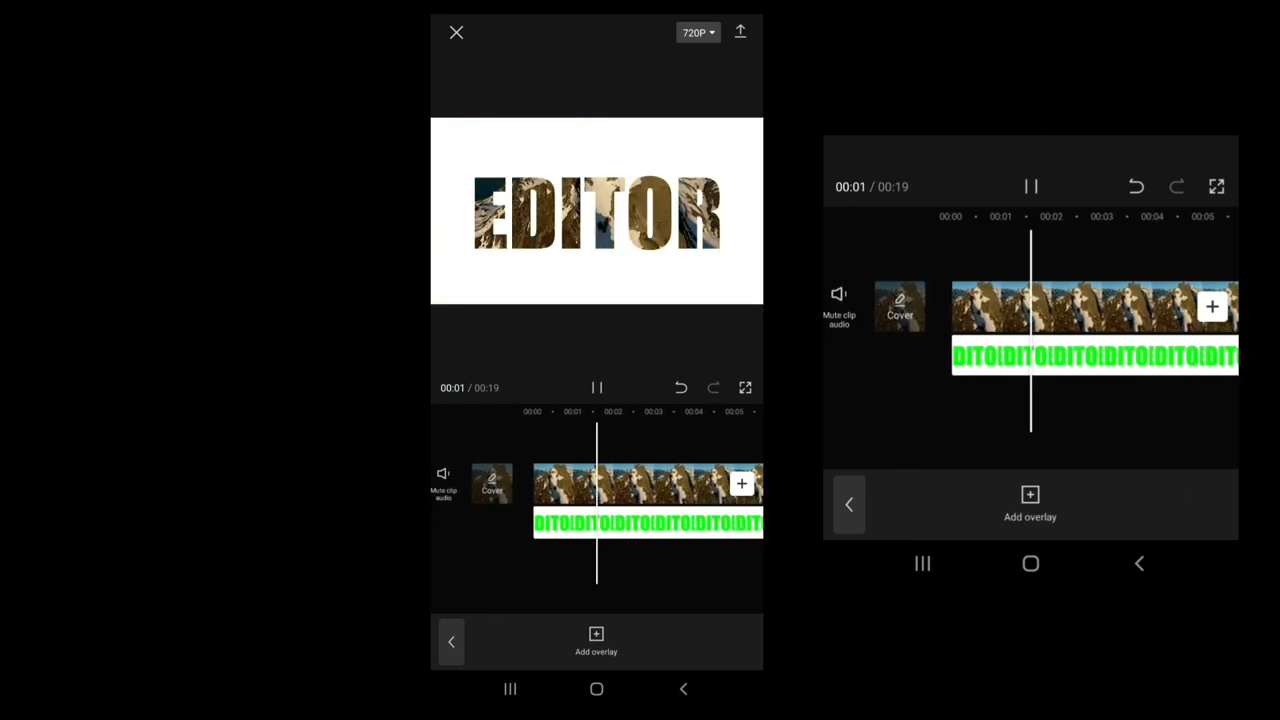 720P
EDITOR
00:01 / 00:19
00:00 00:01 00:02 00:03 00:04 00:05
Mute clip audio
Cover
DITO DITO DITO DITO DITO DIT
Add overlay
00:01 / 00:19
00:00 00:01 00:02 00:03 00:04 00:05
Mute clip audio
Cover
DITO DITO DITO DITO DITO DIT
Add overlay